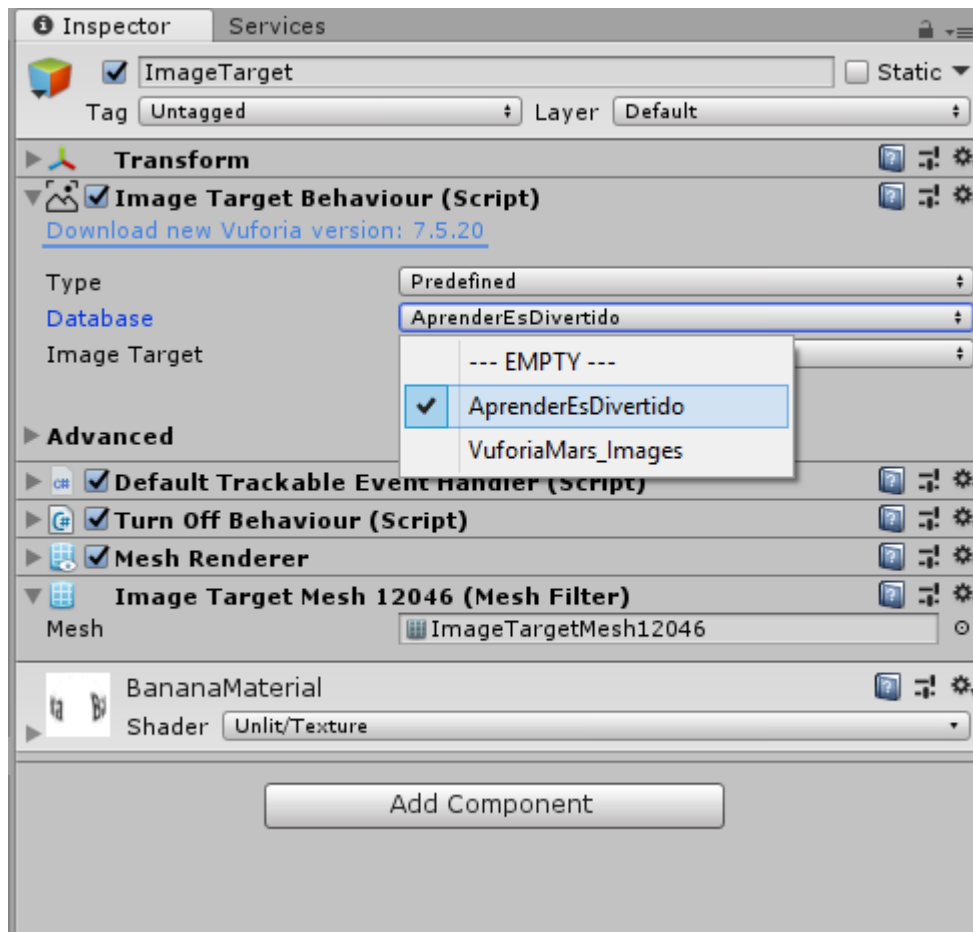 Inspector Services
ImageTarget Static
Tag Untagged Layer Default
Transform
Image Target Behaviour (Script)
Download new Vuforia version: 7.5.20
Type Predefined
Database AprenderEsDivertido
Image Target
--- EMPTY ---
AprenderEsDivertido
Advanced
VuforiaMars_Images
Default Trackable Event Handler (Script)
Turn Off Behaviour (Script)
Mesh Renderer
Image Target Mesh 12046 (Mesh Filter)
Mesh ImageTargetMesh12046
BananaMaterial
Shader Unlit/Texture
Add Component